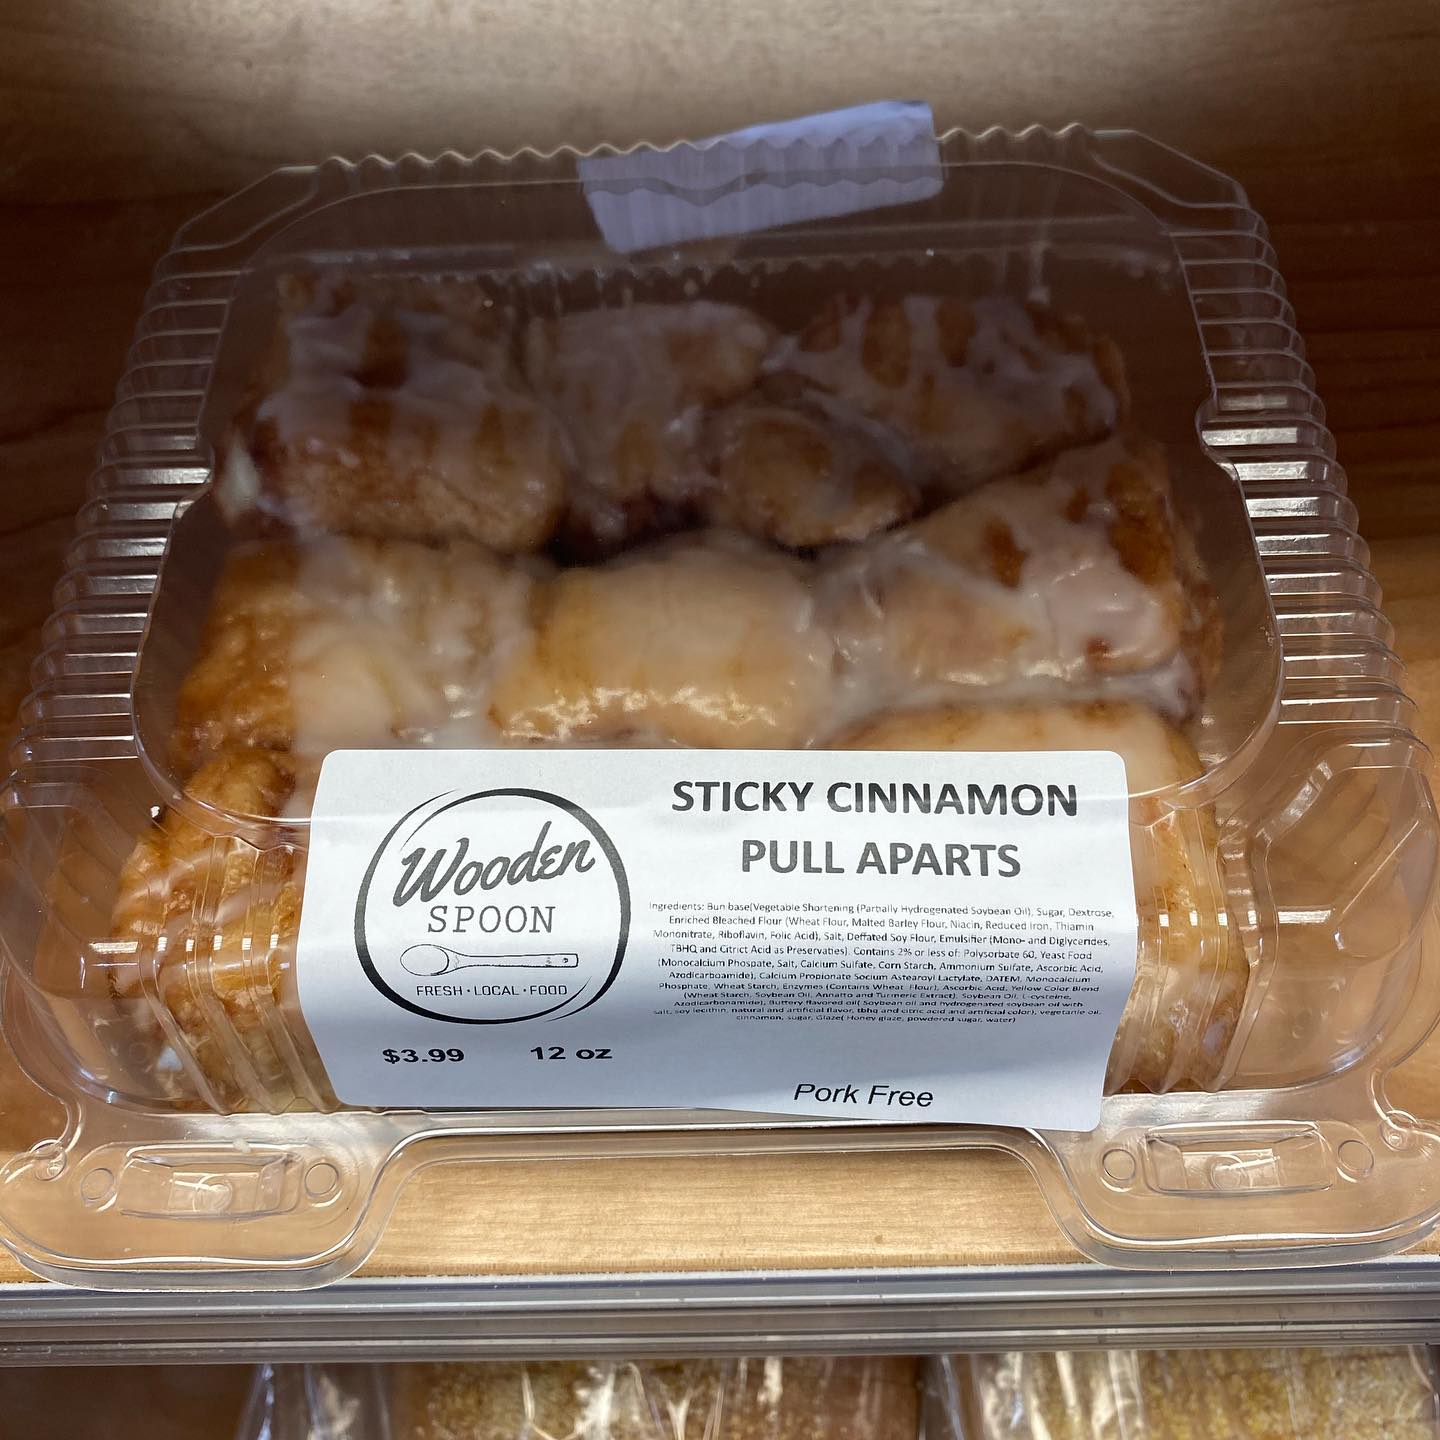 Wooden
SPOON
FRESH • LOCAL • FOOD
$3.99 12 oz
STICKY CINNAMON
PULL APARTS
Ingredients: Bun base(Vegetable Shortening (Partially Hydrogenated Soybean Oil), Sugar, Dextrose,
Enriched Bleached Flour (Wheat Flour, Malted Barley Flour, Niacin, Reduced Iron, Thiamin
Mononitrate, Riboflavin, Folic Acid), Salt, Deffated Soy Flour, Emulsifier (Mono- and Diglycerides,
TBHQ and Citrict Acid as Preservaties). Contains 2% or less of: Polysorbate 60, Yeast Food
(Monocalcium Phospate, Salt, Calcium Sulfate, Corn Starch, Ammonium Sulfate, Ascorbic Acid,
Azodicarboamide), Calcium Propionate Socium Astearoyl Lactylate, DATEM, Monocalcium
Phosphate, Wheat Starch, Enzymes (Contains Wheat Flour), Ascorbic Acid, Yellow Color Blend
(Wheat Starch, Soybean Oil, Annatto and Turmeric Extract), Soybean Oil, L-cysteine,
Azodicarbonamide), Buttery flavored oil( Soybean oil and hydrogenated soybean oil with
salt, soy lecithin, natural and artificial flavor, tbhq and citric acid and artificial color), vegetable oil,
cinnamon, sugar, Glaze( Honey glaze, powdered sugar, water)
Pork Free